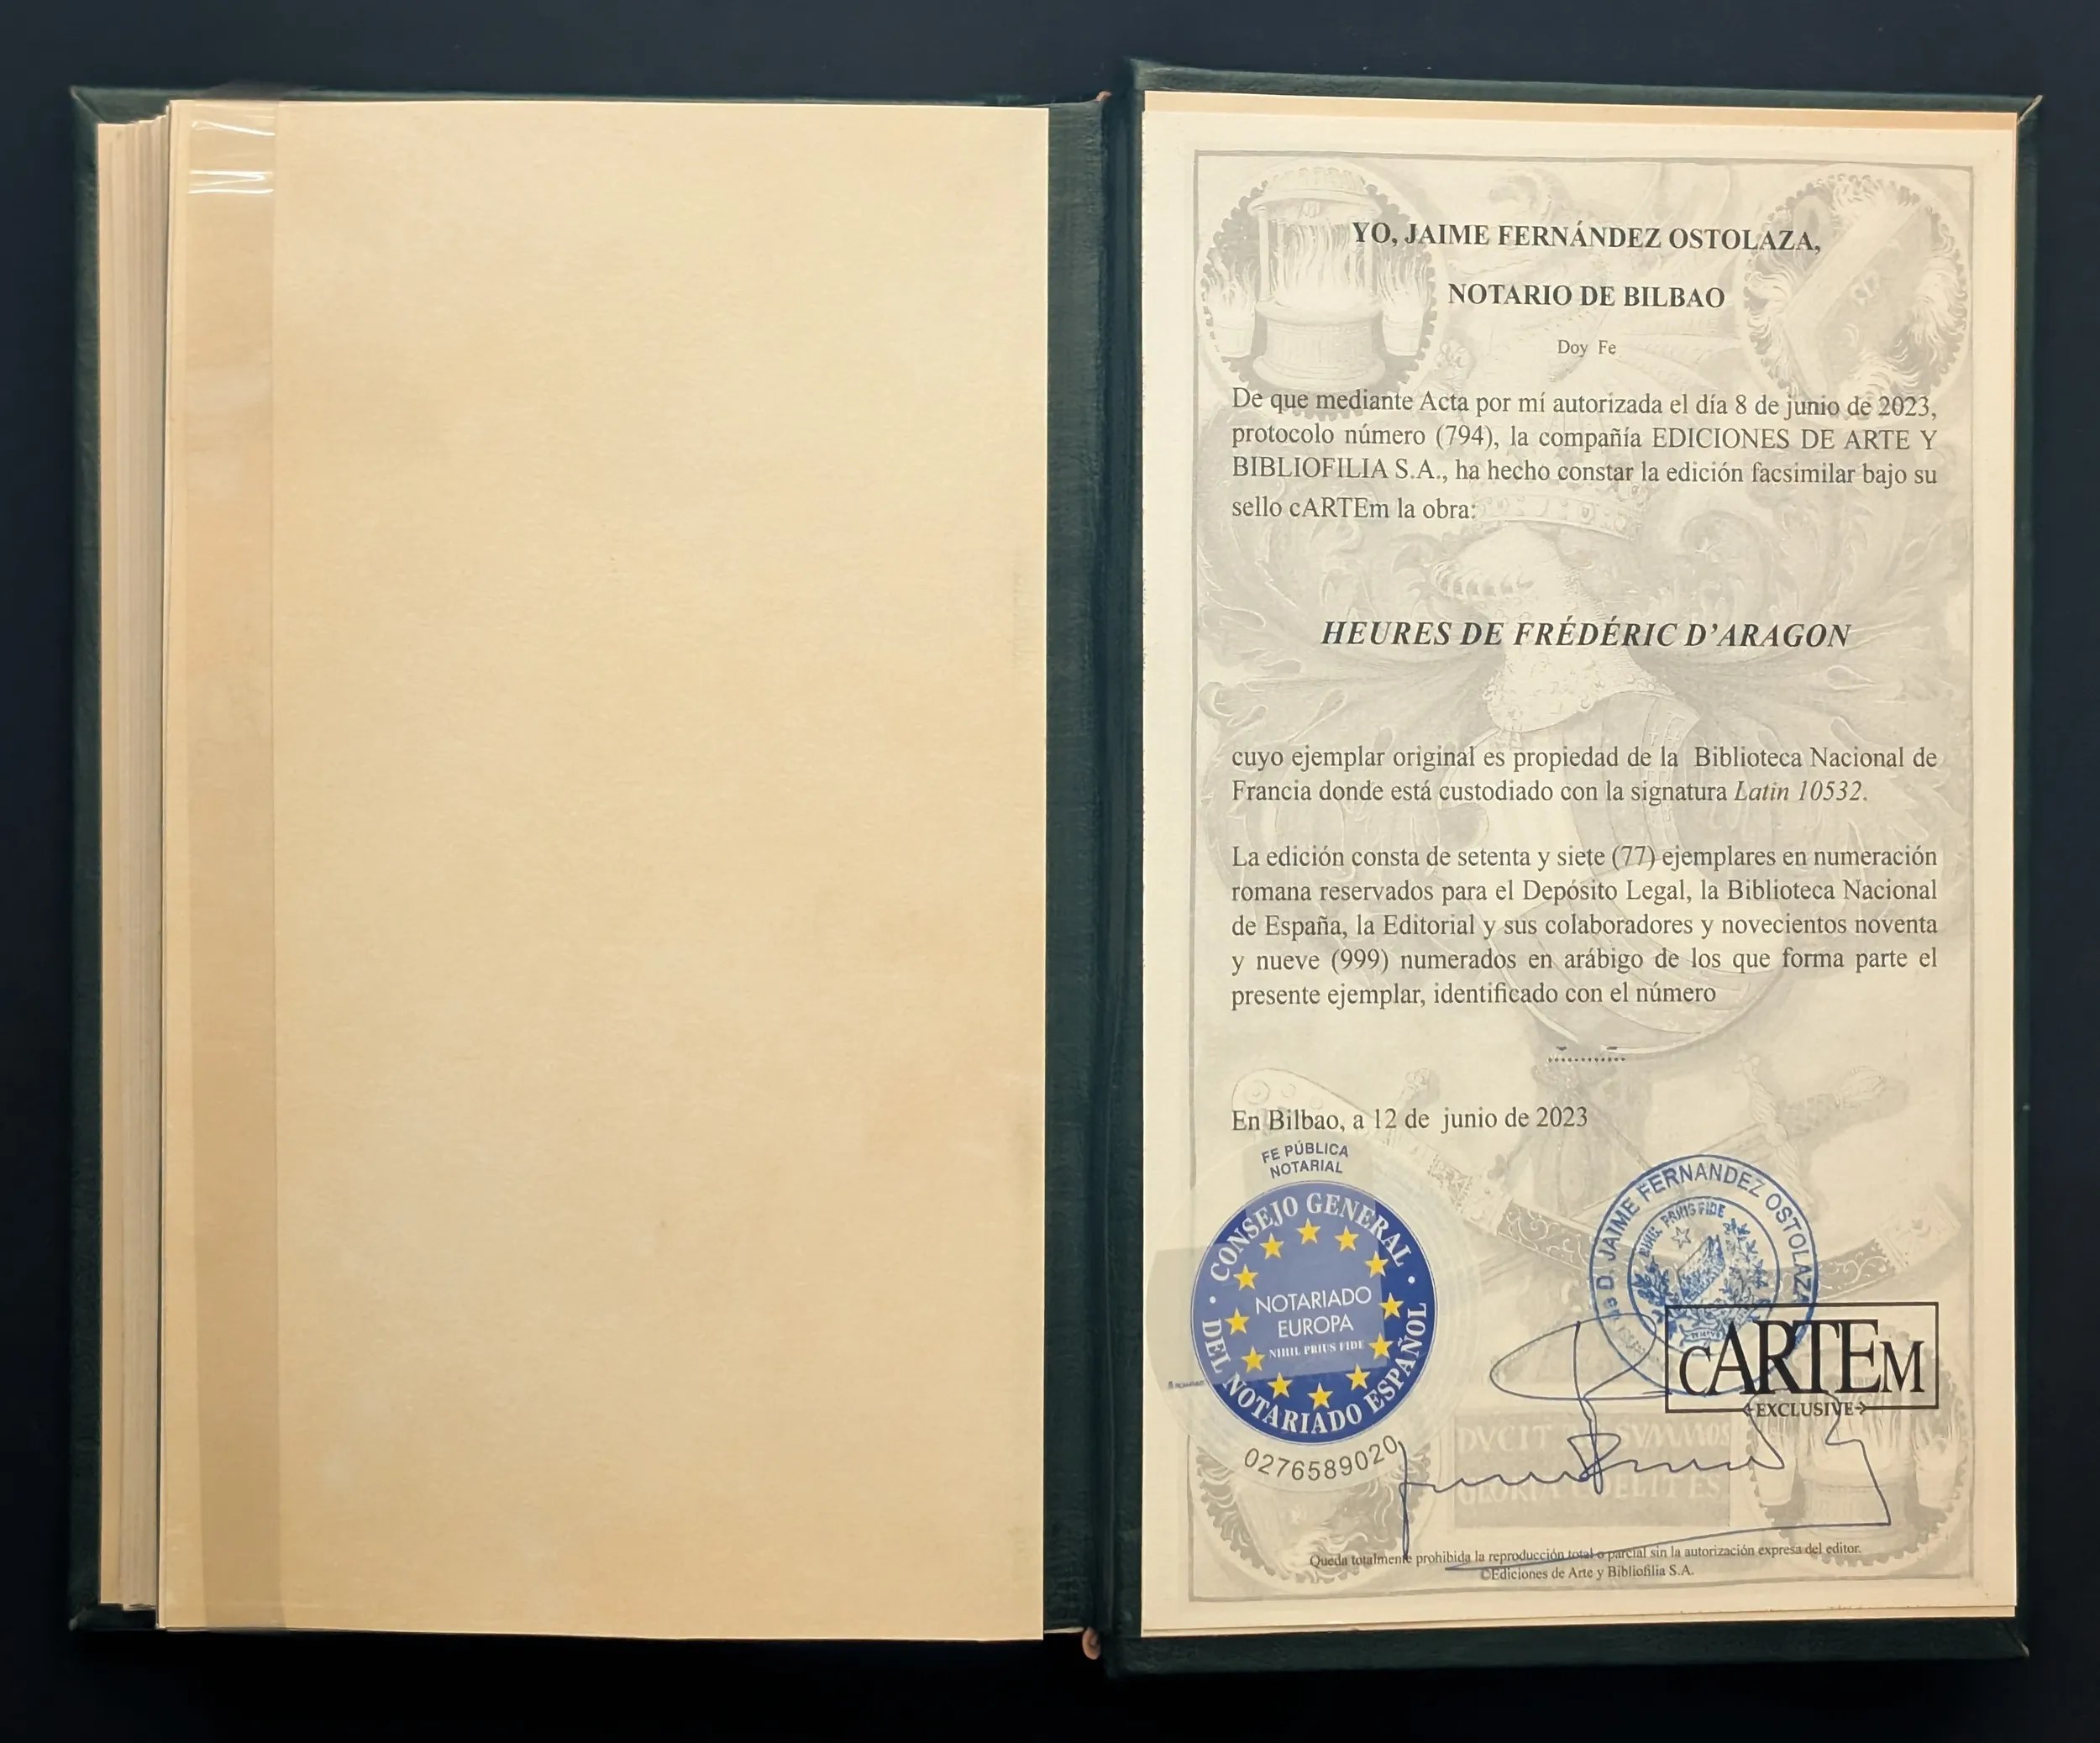 YO, JAIME FERNÁNDEZ OSTOLAZA,
NOTARIO DE BILBAO
Doy Fe
De que mediante Acta por mí autorizada el día 8 de junio de 2023,
protocolo número (794), la compañía EDICIONES DE ARTE Y
BIBLIOFILIA S.A., ha hecho constar la edición facsimilar bajo su
sello cARTEm la obra:
HEURES DE FRÉDÉRIC D'ARAGON
cuyo ejemplar original es propiedad de la Biblioteca Nacional de
Francia donde está custodiado con la signatura Latin 10532.
La edición consta de setenta y siete (77) ejemplares en numeración
romana reservados para el Depósito Legal, la Biblioteca Nacional
de España, la Editorial y sus colaboradores y novecientos noventa
y nueve (999) numerados en arábigo de los que forma parte el
presente ejemplar, identificado con el número
............
En Bilbao, a 12 de junio de 2023
FE PÚBLICA
NOTARIAL
· CONSEJO GENERAL ·
DEL NOTARIADO ESPAÑOL
NOTARIADO
EUROPA
NIHIL PRIUS FIDE
0276589020
D. JAIME FERNANDEZ OSTOLAZA
NIHIL PRIUS FIDE
cARTEm
EXCLUSIVE
DVCIT SVMMOS
GLORIA
Queda totalmente prohibida la reproducción total o parcial sin la autorización expresa del editor.
©Ediciones de Arte y Bibliofilia S.A.